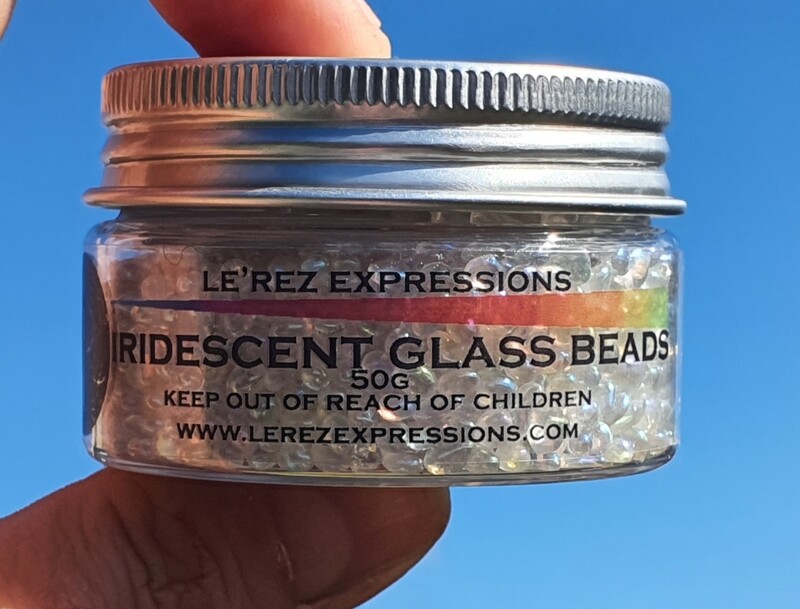 LE'REZ EXPRESSIONS
IRIDESCENT GLASS BEADS
50G
KEEP OUT OF REACH OF CHILDREN
WWW.LEREZEXPRESSIONS.COM